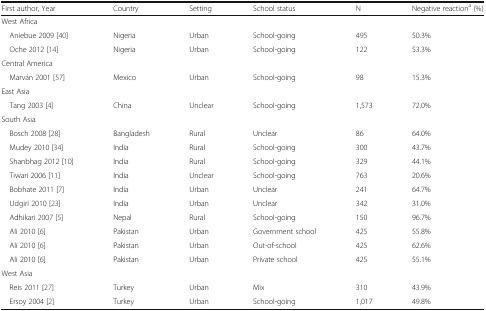 First author, Year Country Setting School status N Negative reactionᵃ (%)
West Africa
Aniebue 2009 [40] Nigeria Urban School-going 495 50.3%
Oche 2012 [14] Nigeria Urban School-going 122 53.3%
Central America
Marván 2001 [57] Mexico Urban School-going 98 15.3%
East Asia
Tang 2003 [4] China Unclear School-going 1,573 72.0%
South Asia
Bosch 2008 [28] Bangladesh Rural Unclear 86 64.0%
Mudey 2010 [34] India Rural School-going 300 43.7%
Shanbhag 2012 [10] India Rural School-going 329 44.1%
Tiwari 2006 [11] India Unclear School-going 763 20.6%
Bobhate 2011 [7] India Urban Unclear 241 64.7%
Udgiri 2010 [23] India Urban Unclear 342 31.0%
Adhikari 2007 [5] Nepal Rural School-going 150 96.7%
Ali 2010 [6] Pakistan Urban Government school 425 55.8%
Ali 2010 [6] Pakistan Urban Out-of-school 425 62.6%
Ali 2010 [6] Pakistan Urban Private school 425 55.1%
West Asia
Reis 2011 [27] Turkey Urban Mix 310 43.9%
Ersoy 2004 [2] Turkey Urban School-going 1,017 49.8%